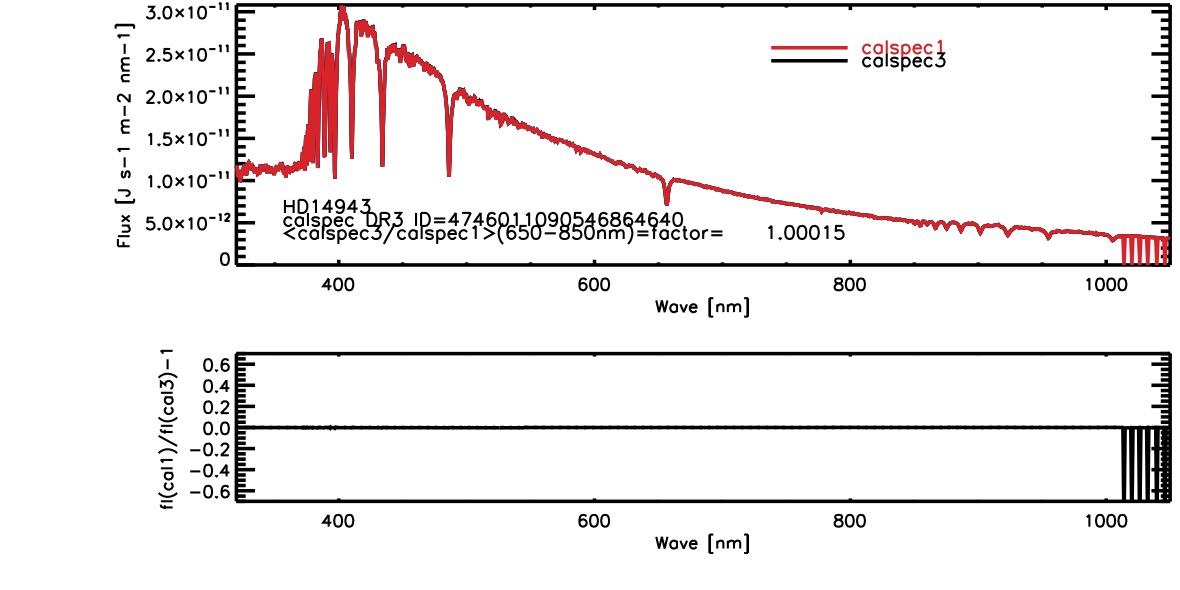 3.0×10⁻¹¹
2.5×10⁻¹¹
2.0×10⁻¹¹
1.5×10⁻¹¹
1.0×10⁻¹¹
5.0×10⁻¹²
0
Flux [J s−1 m−2 nm−1]
calspec1
calspec3
HD14943
calspec DR3 ID=4746011090546864640
<calspec3/calspec1>(650−850nm)=factor= 1.00015
400 600 800 1000
Wave [nm]
0.6
0.4
0.2
0.0
−0.2
−0.4
−0.6
fl(cal1)/fl(cal3)−1
400 600 800 1000
Wave [nm]